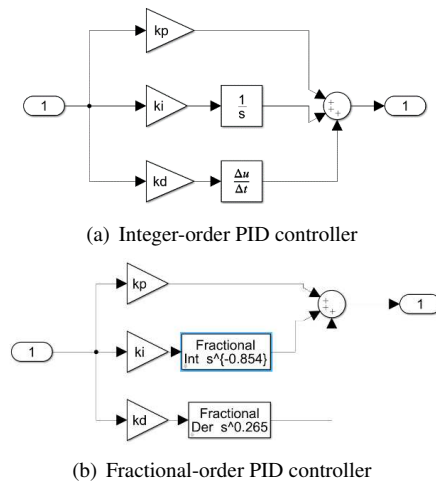 kp
1
ki
1
s
+
+
+
1
kd
Δu
Δt
(a) Integer-order PID controller
kp
+
+
+
1
1
ki
Fractional
Int s^{-0.854}
kd
Fractional
Der s^0.265
(b) Fractional-order PID controller